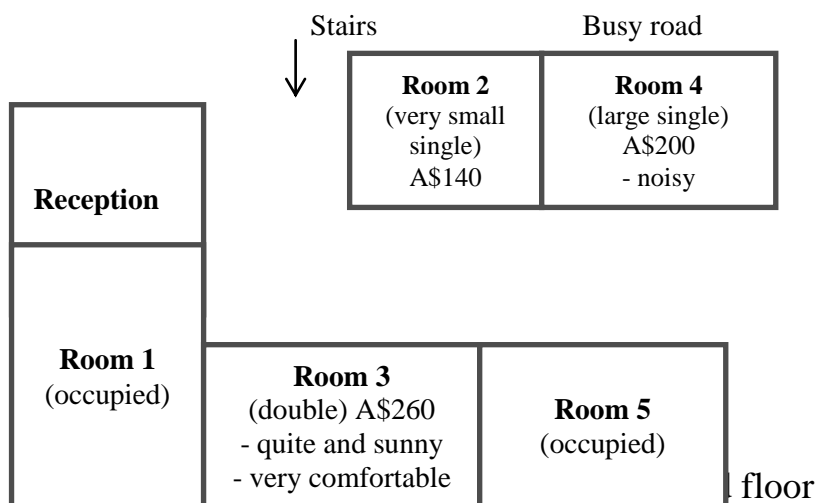 Stairs
Busy road
Room 2
(very small
single)
A$140
Room 4
(large single)
A$200
- noisy
Reception
Room 1
(occupied)
Room 3
(double) A$260
- quite and sunny
- very comfortable
Room 5
(occupied)
floor